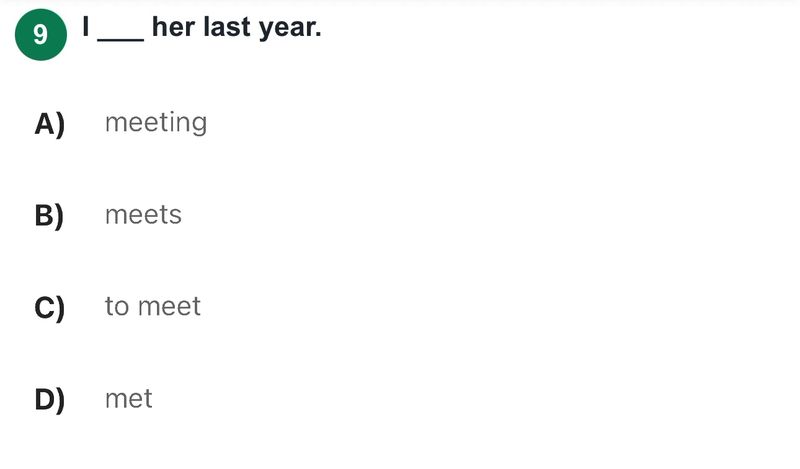 9 I ___ her last year.
A) meeting
B) meets
C) to meet
D) met